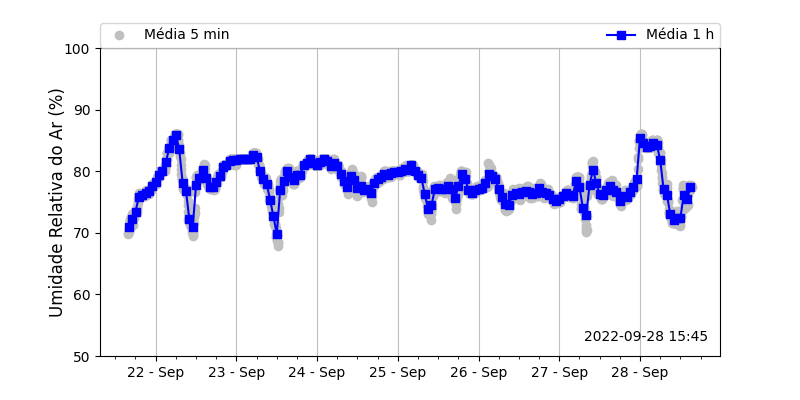 Média 5 min
Média 1 h
Umidade Relativa do Ar (%)
100
90
80
70
60
50
2022-09-28 15:45
22 - Sep
23 - Sep
24 - Sep
25 - Sep
26 - Sep
27 - Sep
28 - Sep